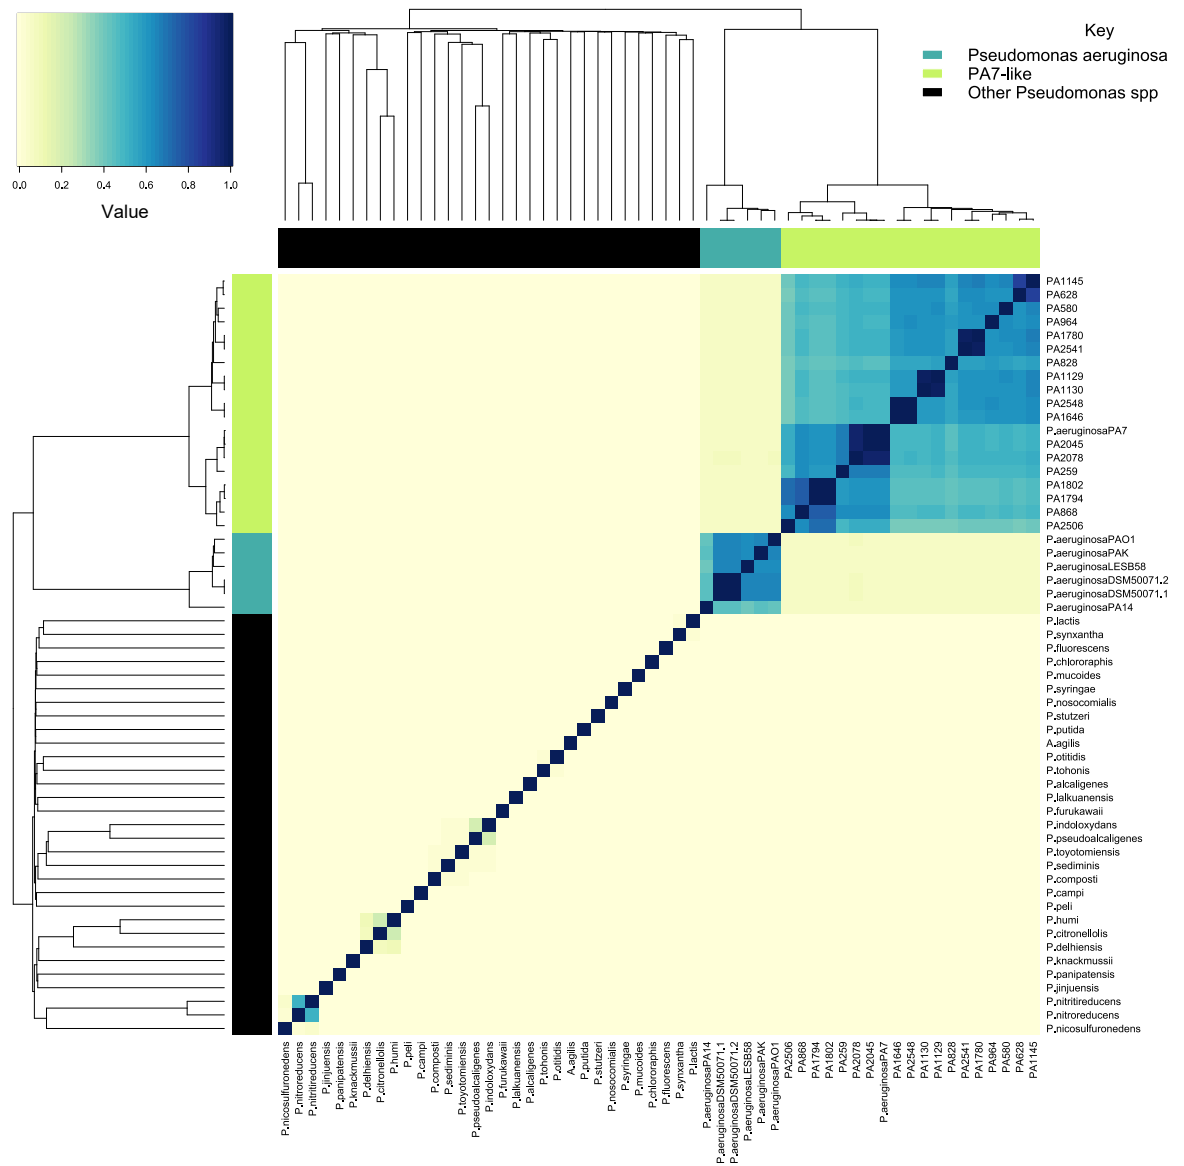 Key
Pseudomonas aeruginosa
PA7-like
Other Pseudomonas spp
0.0 0.2 0.4 0.6 0.8 1.0
Value
PA1145
PA628
PA580
PA964
PA1780
PA2541
PA828
PA1129
PA1130
PA2548
PA1646
P.aeruginosaPA7
PA2045
PA2078
PA259
PA1802
PA1794
PA868
PA2506
P.aeruginosaPAO1
P.aeruginosaPAK
P.aeruginosaLESB58
P.aeruginosaDSM50071.2
P.aeruginosaDSM50071.1
P.aeruginosaPA14
P.lactis
P.synxantha
P.fluorescens
P.chlororaphis
P.mucoides
P.syringae
P.nosocomialis
P.stutzeri
P.putida
A.agilis
P.otitidis
P.tohonis
P.alcaligenes
P.lalkuanensis
P.furukawaii
P.indoloxydans
P.pseudoalcaligenes
P.toyotomiensis
P.sediminis
P.composti
P.campi
P.peli
P.humi
P.citronellolis
P.delhiensis
P.knackmussii
P.panipatensis
P.jinjuensis
P.nitritireducens
P.nitroreducens
P.nicosulfuronedens
P.nicosulfuronedens
P.nitroreducens
P.nitritireducens
P.jinjuensis
P.panipatensis
P.knackmussii
P.delhiensis
P.citronellolis
P.humi
P.peli
P.campi
P.composti
P.sediminis
P.toyotomiensis
P.pseudoalcaligenes
P.indoloxydans
P.furukawaii
P.lalkuanensis
P.alcaligenes
P.tohonis
P.otitidis
A.agilis
P.putida
P.stutzeri
P.nosocomialis
P.syringae
P.mucoides
P.chlororaphis
P.fluorescens
P.synxantha
P.lactis
P.aeruginosaPA14
P.aeruginosaDSM50071.1
P.aeruginosaDSM50071.2
P.aeruginosaLESB58
P.aeruginosaPAK
P.aeruginosaPAO1
PA2506
PA868
PA1794
PA1802
PA259
PA2078
PA2045
P.aeruginosaPA7
PA1646
PA2548
PA1130
PA1129
PA828
PA2541
PA1780
PA964
PA580
PA628
PA1145